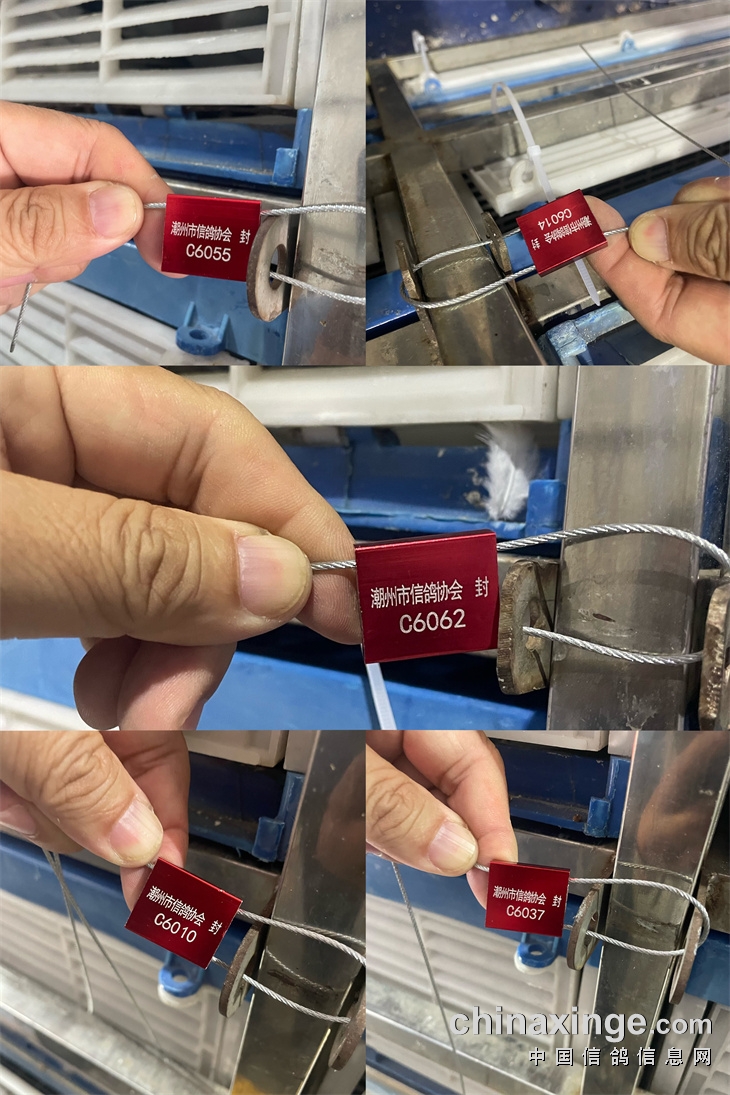 潮州市信鸽协会 封
C6055
潮州市信鸽协会 封
C6014
潮州市信鸽协会 封
C6062
潮州市信鸽协会 封
C6010
潮州市信鸽协会 封
C6037
chinaxinge.com
中国信鸽信息网